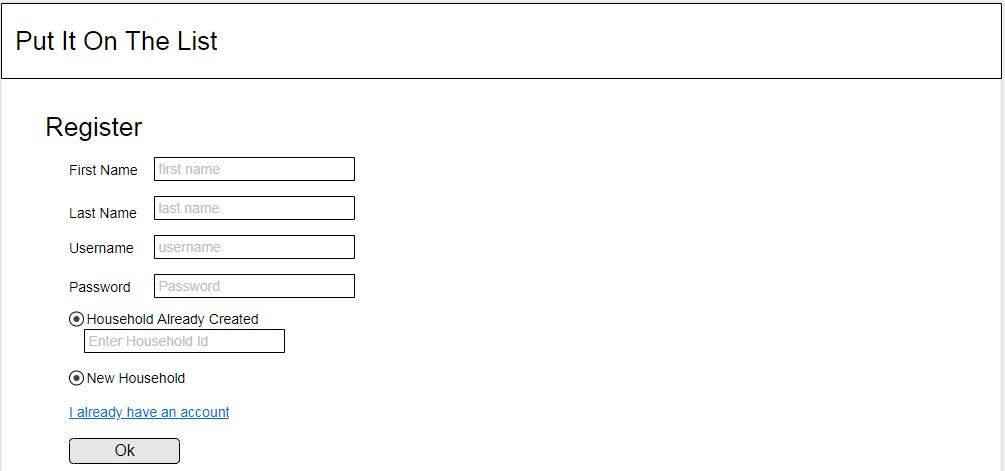 Put It On The List
Register
First Name first name
Last Name last name
Username username
Password Password
Household Already Created
Enter Household Id
New Household
I already have an account
Ok